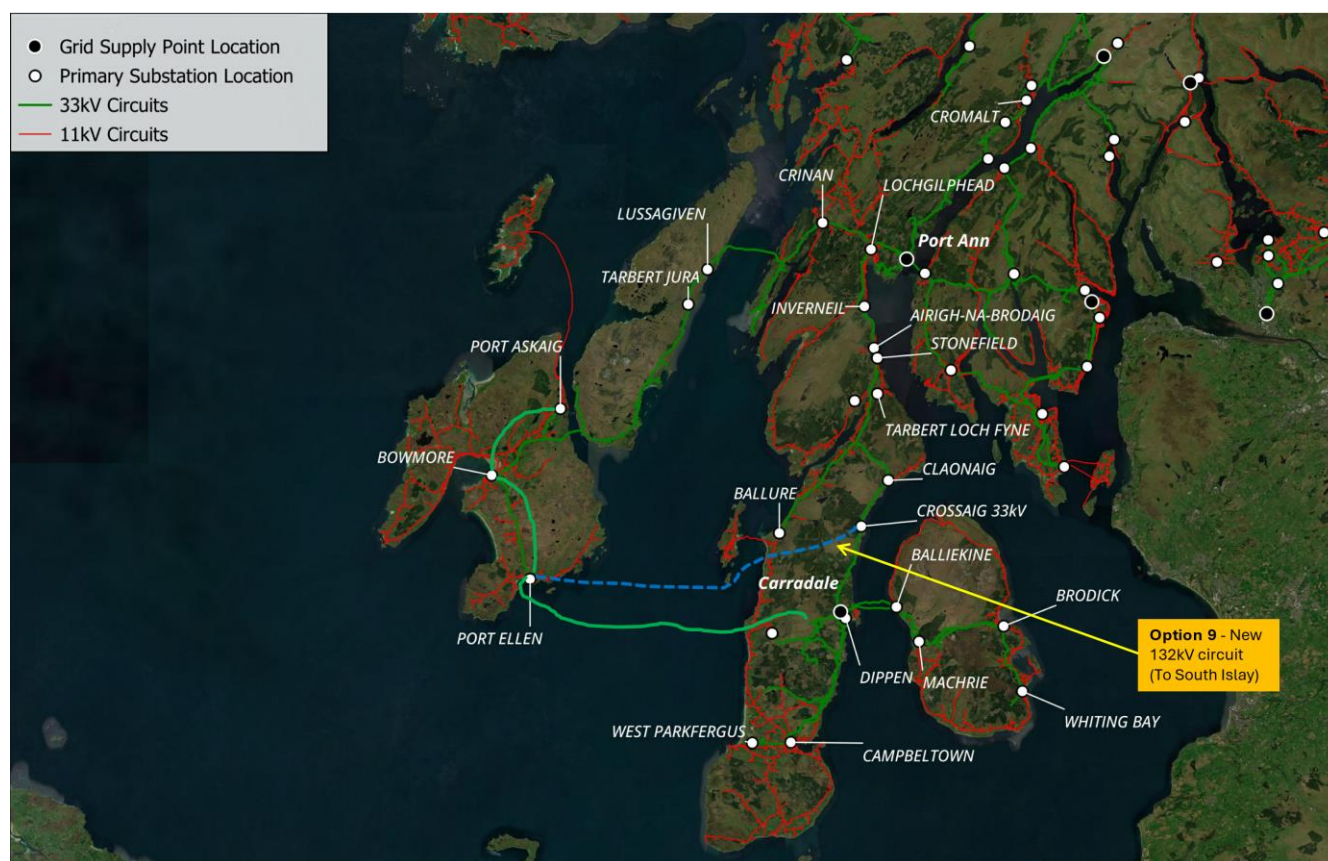 Grid Supply Point Location
Primary Substation Location
33kV Circuits
11kV Circuits
CROMALT
CRINAN
LOCHGILPHEAD
LUSSAGIVEN
Port Ann
TARBERT JURA
INVERNEIL
AIRIGH-NA-BRODAIG
STONEFIELD
PORT ASKAIG
TARBERT LOCH FYNE
BOWMORE
CLAONAIG
BALLURE
CROSSAIG 33kV
BALLIEKINE
Carradale
BRODICK
PORT ELLEN
Option 9 - New
132kV circuit
(To South Islay)
DIPPEN
MACHRIE
WHITING BAY
WEST PARKFERGUS
CAMPBELTOWN